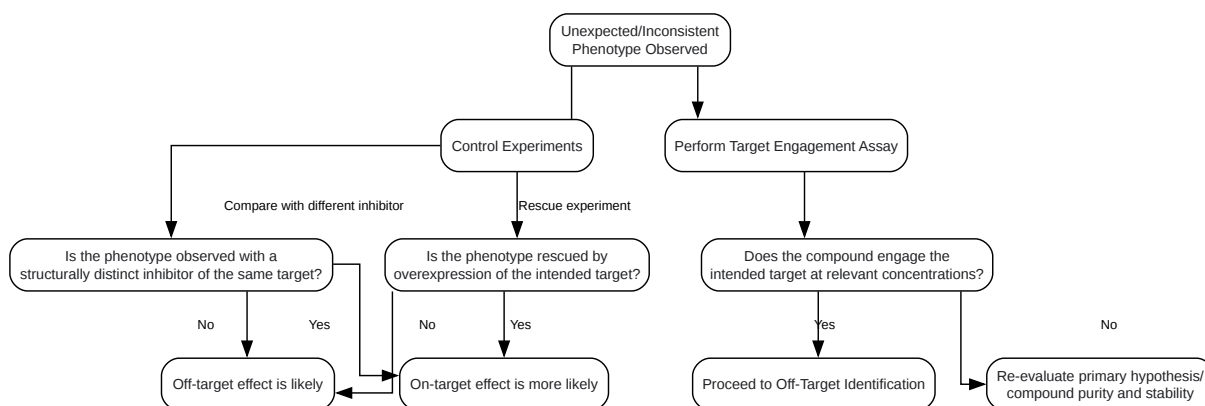 Unexpected/Inconsistent
Phenotype Observed
Control Experiments
Perform Target Engagement Assay
Compare with different inhibitor
Rescue experiment
Is the phenotype observed with a
structurally distinct inhibitor of the same target?
Is the phenotype rescued by
overexpression of the intended target?
Does the compound engage the
intended target at relevant concentrations?
No
Yes
No
Yes
Yes
No
Off-target effect is likely
On-target effect is more likely
Proceed to Off-Target Identification
Re-evaluate primary hypothesis/
compound purity and stability